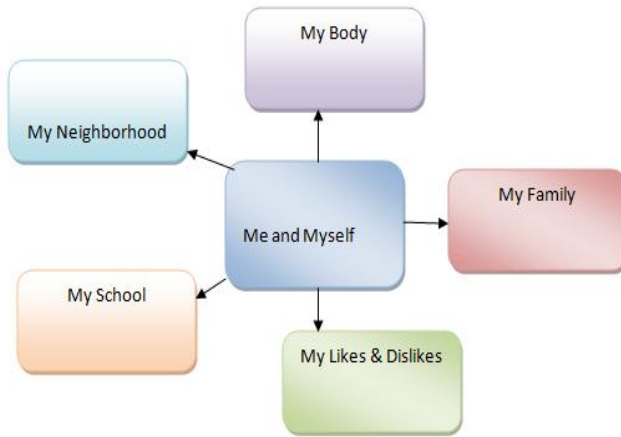 My Body
My Neighborhood
My Family
Me and Myself
My School
My Likes & Dislikes